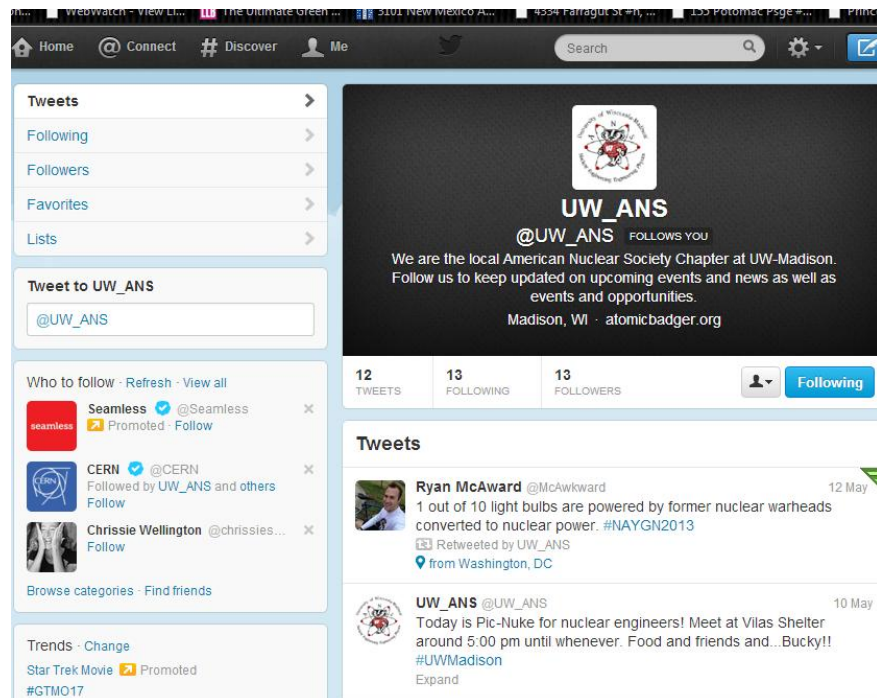 WebWatch - View Li...
The Ultimate Green ...
3101 New Mexico A...
4334 Farragut St #n, ...
155 Potomac Psge #...
Princ
Home
Connect
Discover
Me
Search
Tweets
Following
Followers
Favorites
Lists
Tweet to UW_ANS
@UW_ANS
Who to follow · Refresh · View all
seamless
Seamless @Seamless
Promoted · Follow
CERN
CERN @CERN
Followed by UW_ANS and others
Follow
Chrissie Wellington @chrissies...
Follow
Browse categories · Find friends
Trends · Change
Star Trek Movie Promoted
#GTMO17
UW_ANS
@UW_ANS FOLLOWS YOU
We are the local American Nuclear Society Chapter at UW-Madison.
Follow us to keep updated on upcoming events and news as well as
events and opportunities.
Madison, WI · atomicbadger.org
12
TWEETS
13
FOLLOWING
13
FOLLOWERS
Following
Tweets
Ryan McAward @McAwkward 12 May
1 out of 10 light bulbs are powered by former nuclear warheads
converted to nuclear power. #NAYGN2013
Retweeted by UW_ANS
from Washington, DC
UW_ANS @UW_ANS 10 May
Today is Pic-Nuke for nuclear engineers! Meet at Vilas Shelter
around 5:00 pm until whenever. Food and friends and...Bucky!!
#UWMadison
Expand